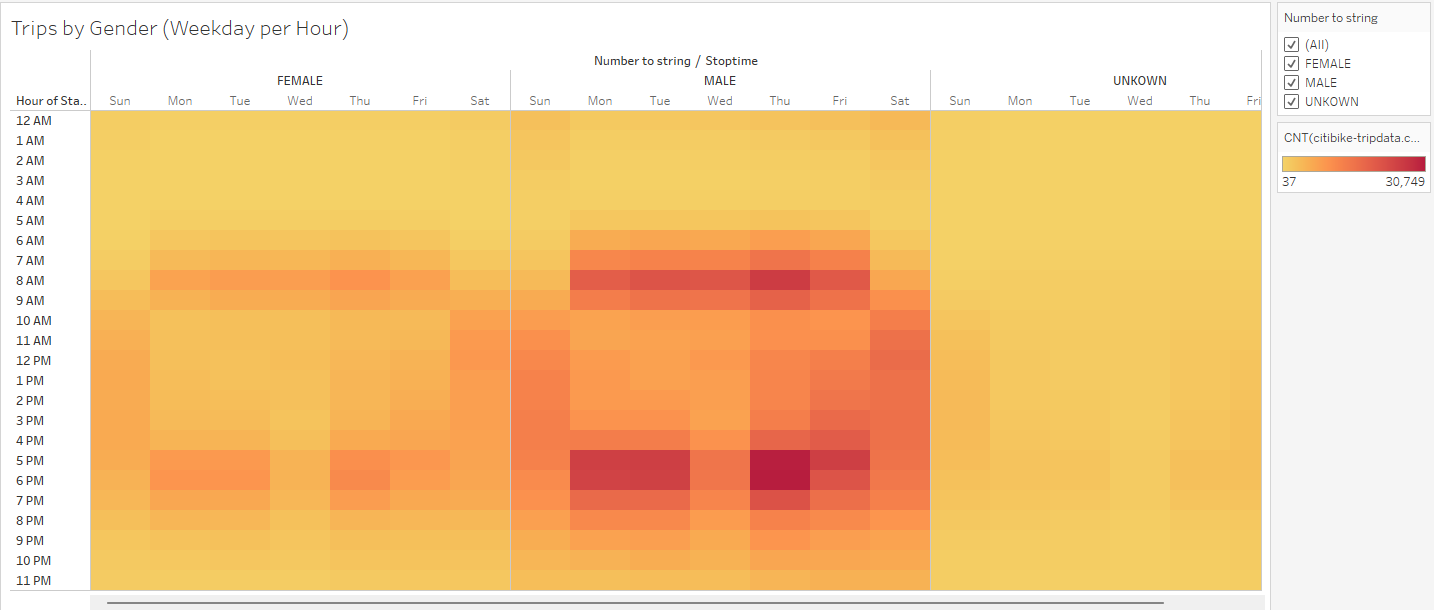 Trips by Gender (Weekday per Hour)
Number to string / Stoptime
FEMALE MALE UNKOWN
Hour of Sta.. Sun Mon Tue Wed Thu Fri Sat Sun Mon Tue Wed Thu Fri Sat Sun Mon Tue Wed Thu Fri
12 AM
1 AM
2 AM
3 AM
4 AM
5 AM
6 AM
7 AM
8 AM
9 AM
10 AM
11 AM
12 PM
1 PM
2 PM
3 PM
4 PM
5 PM
6 PM
7 PM
8 PM
9 PM
10 PM
11 PM
Number to string
(All)
FEMALE
MALE
UNKOWN
CNT(citibike-tripdata.c...
37 30,749